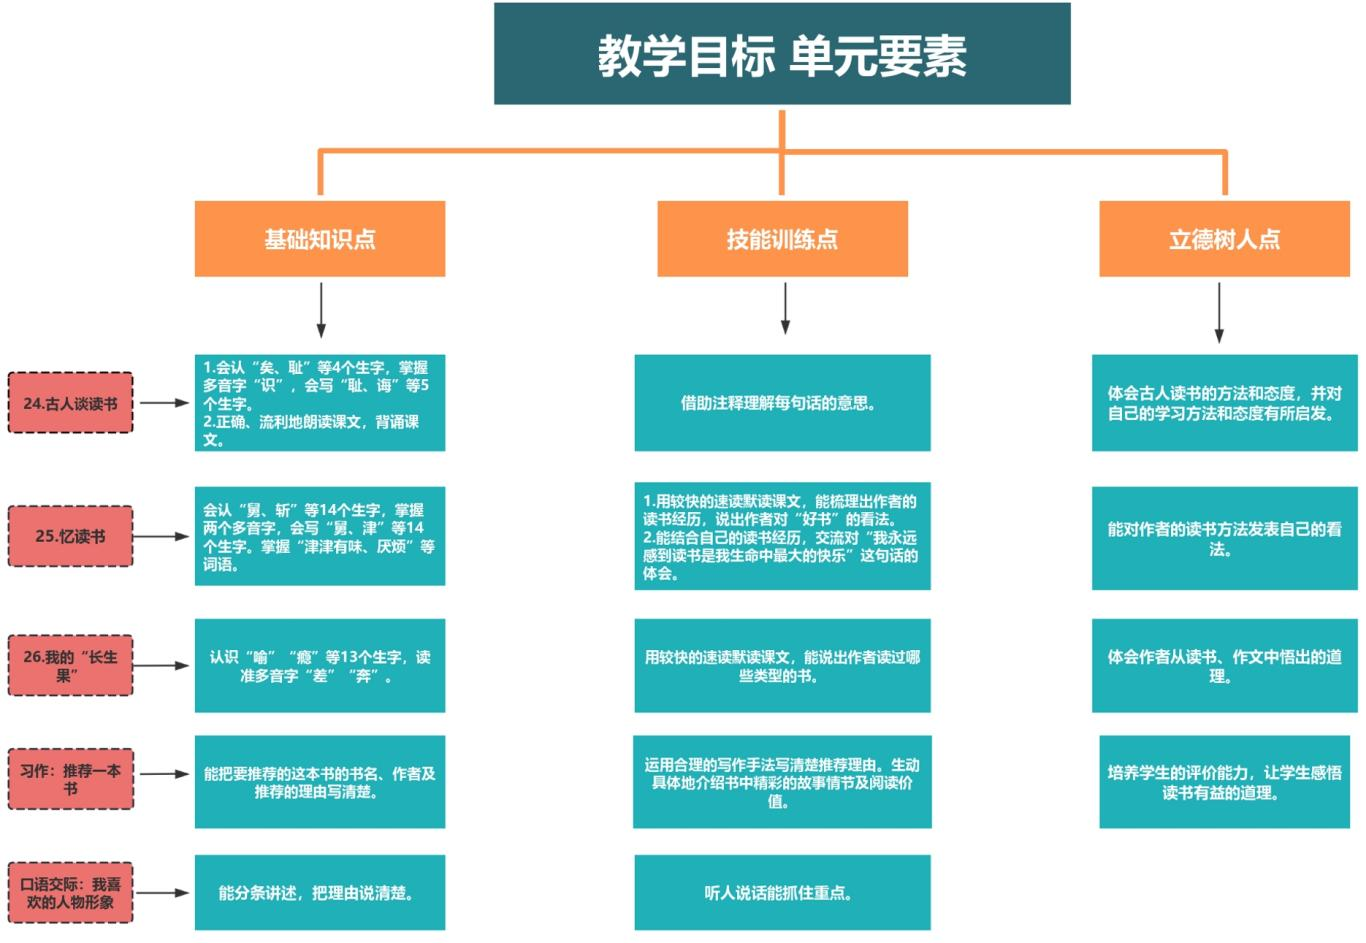 教学目标 单元要素
基础知识点
技能训练点
立德树人点
24.古人谈读书
1.会认“矣、耻”等4个生字，掌握
多音字“识”，会写“耻、诲”等5
个生字。
2.正确、流利地朗读课文，背诵课
文。
借助注释理解每句话的意思。
体会古人读书的方法和态度，并对
自己的学习方法和态度有所启发。
25.忆读书
会认“舅、斩”等14个生字，掌握
两个多音字，会写“舅、津”等14
个生字。掌握“津津有味、厌烦”等
词语。
1.用较快的速读默读课文，能梳理出作者的
读书经历，说出作者对“好书”的看法。
2.能结合自己的读书经历，交流对“我永远
感到读书是我生命中最大的快乐”这句话的
体会。
能对作者的读书方法发表自己的看
法。
26.我的“长生
果”
认识“喻”“瘾”等13个生字，读
准多音字“差”“奔”。
用较快的速读默读课文，能说出作者读过哪
些类型的书。
体会作者从读书、作文中悟出的道
理。
习作：推荐一本
书
能把要推荐的这本书的书名、作者及
推荐的理由写清楚。
运用合理的写作手法写清楚推荐理由。生动
具体地介绍书中精彩的故事情节及阅读价
值。
培养学生的评价能力，让学生感悟
读书有益的道理。
口语交际：我喜
欢的人物形象
能分条讲述，把理由说清楚。
听人说话能抓住重点。